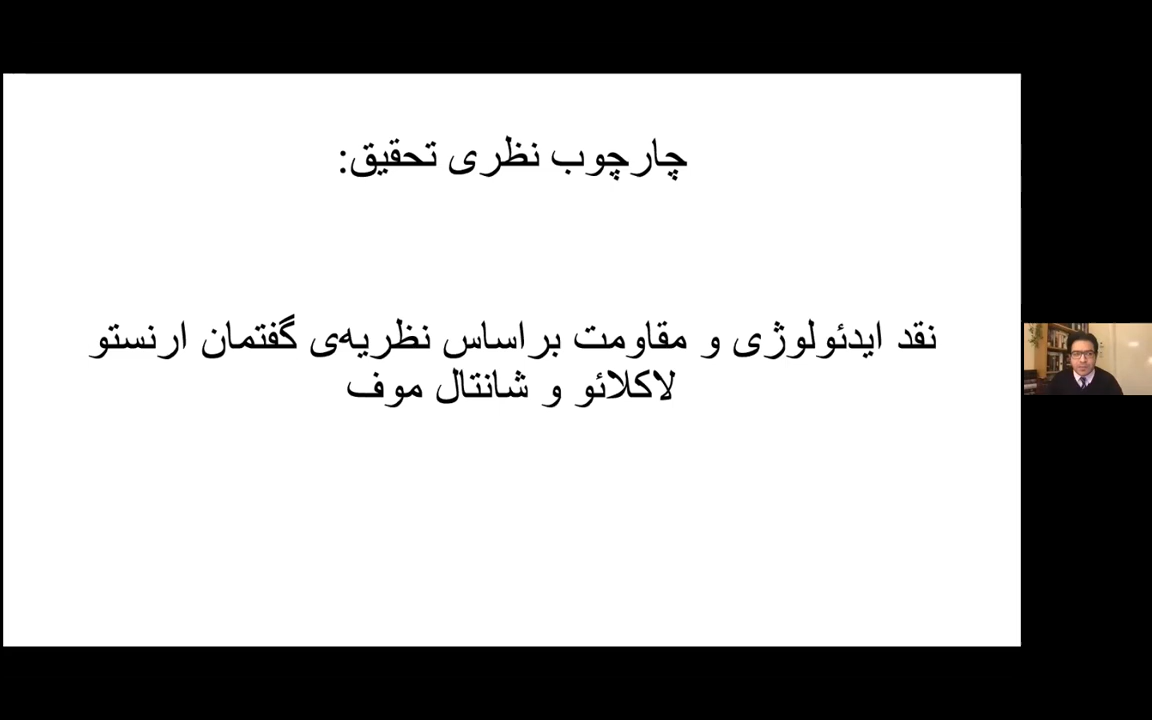 چارچوب نظری تحقیق:
نقد ایدئولوژی و مقاومت براساس نظریه‌ی گفتمان ارنستو
لاکلائو و شانتال موف